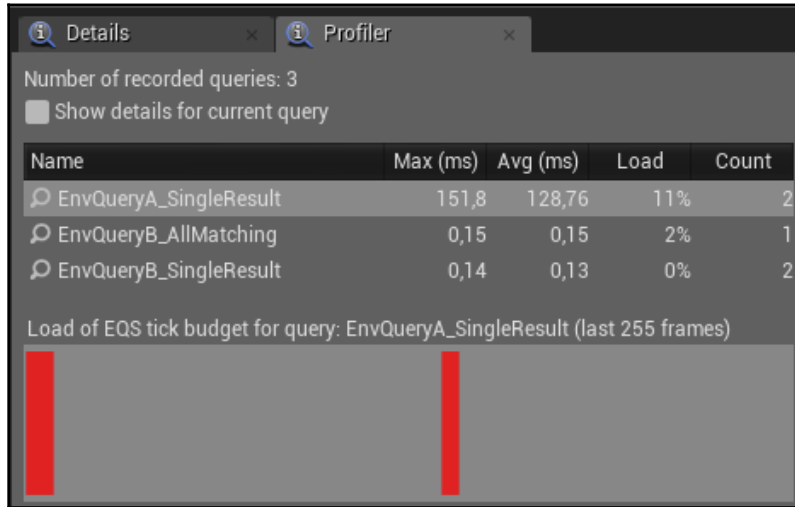 Details × Profiler ×
Number of recorded queries: 3
Show details for current query
Name Max (ms) Avg (ms) Load Count
EnvQueryA_SingleResult 151,8 128,76 11% 2
EnvQueryB_AllMatching 0,15 0,15 2% 1
EnvQueryB_SingleResult 0,14 0,13 0% 2
Load of EQS tick budget for query: EnvQueryA_SingleResult (last 255 frames)